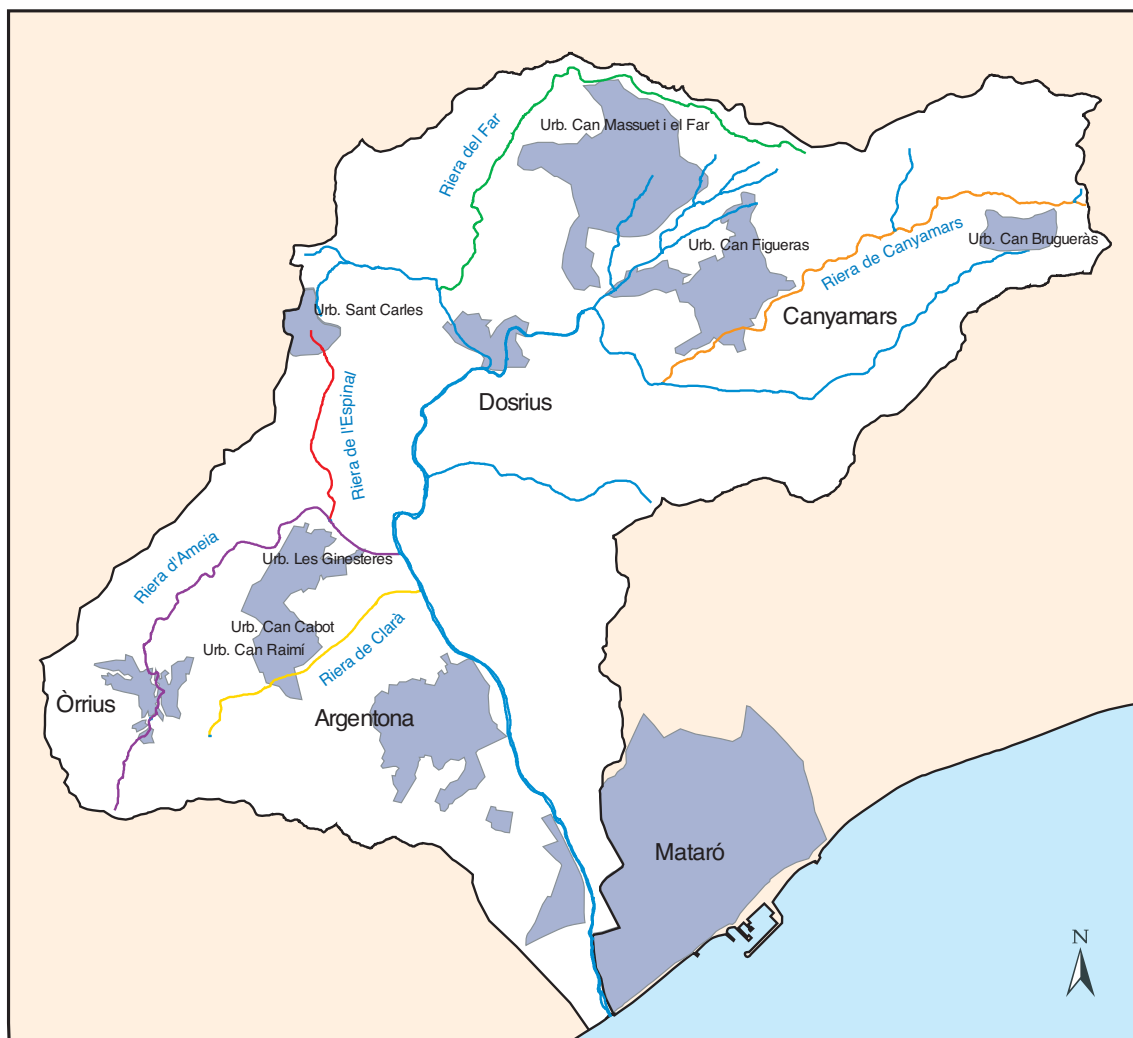 Urb. Can Massuet i el Far
Riera del Far
Urb. Can Figueras
Urb. Can Brugueràs
Riera de Canyamars
Canyamars
Urb. Sant Carles
Dosrius
Riera de l'Espinal
Riera d'Ameia
Urb. Les Ginesteres
Urb. Can Cabot
Urb. Can Raimí
Riera de Clarà
Òrrius
Argentona
Mataró
N